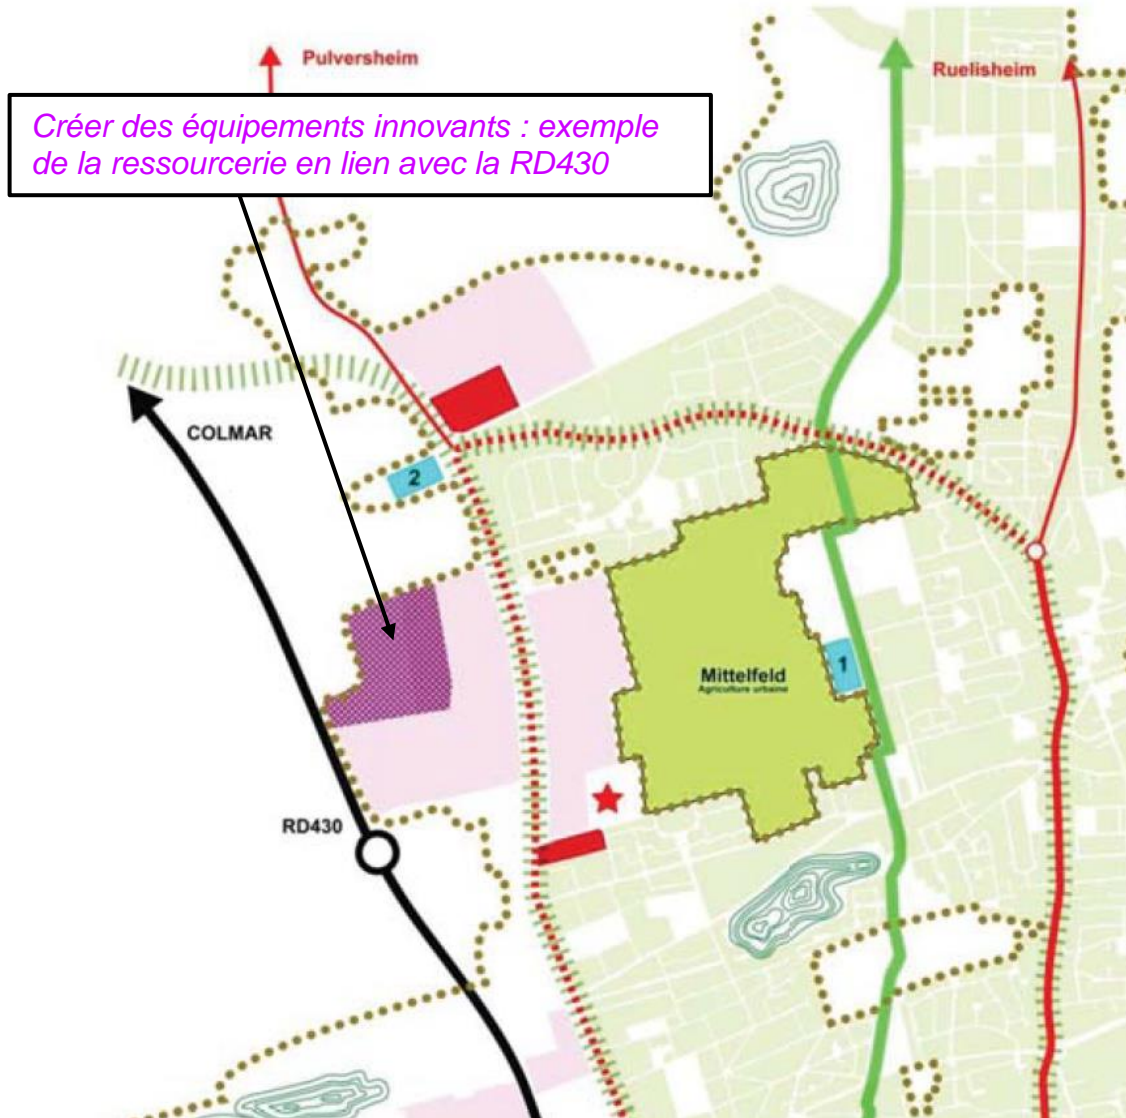 Pulversheim
Ruelisheim
Créer des équipements innovants : exemple
de la ressourcerie en lien avec la RD430
COLMAR
2
Mittelfeld
Agriculture urbaine
1
RD430